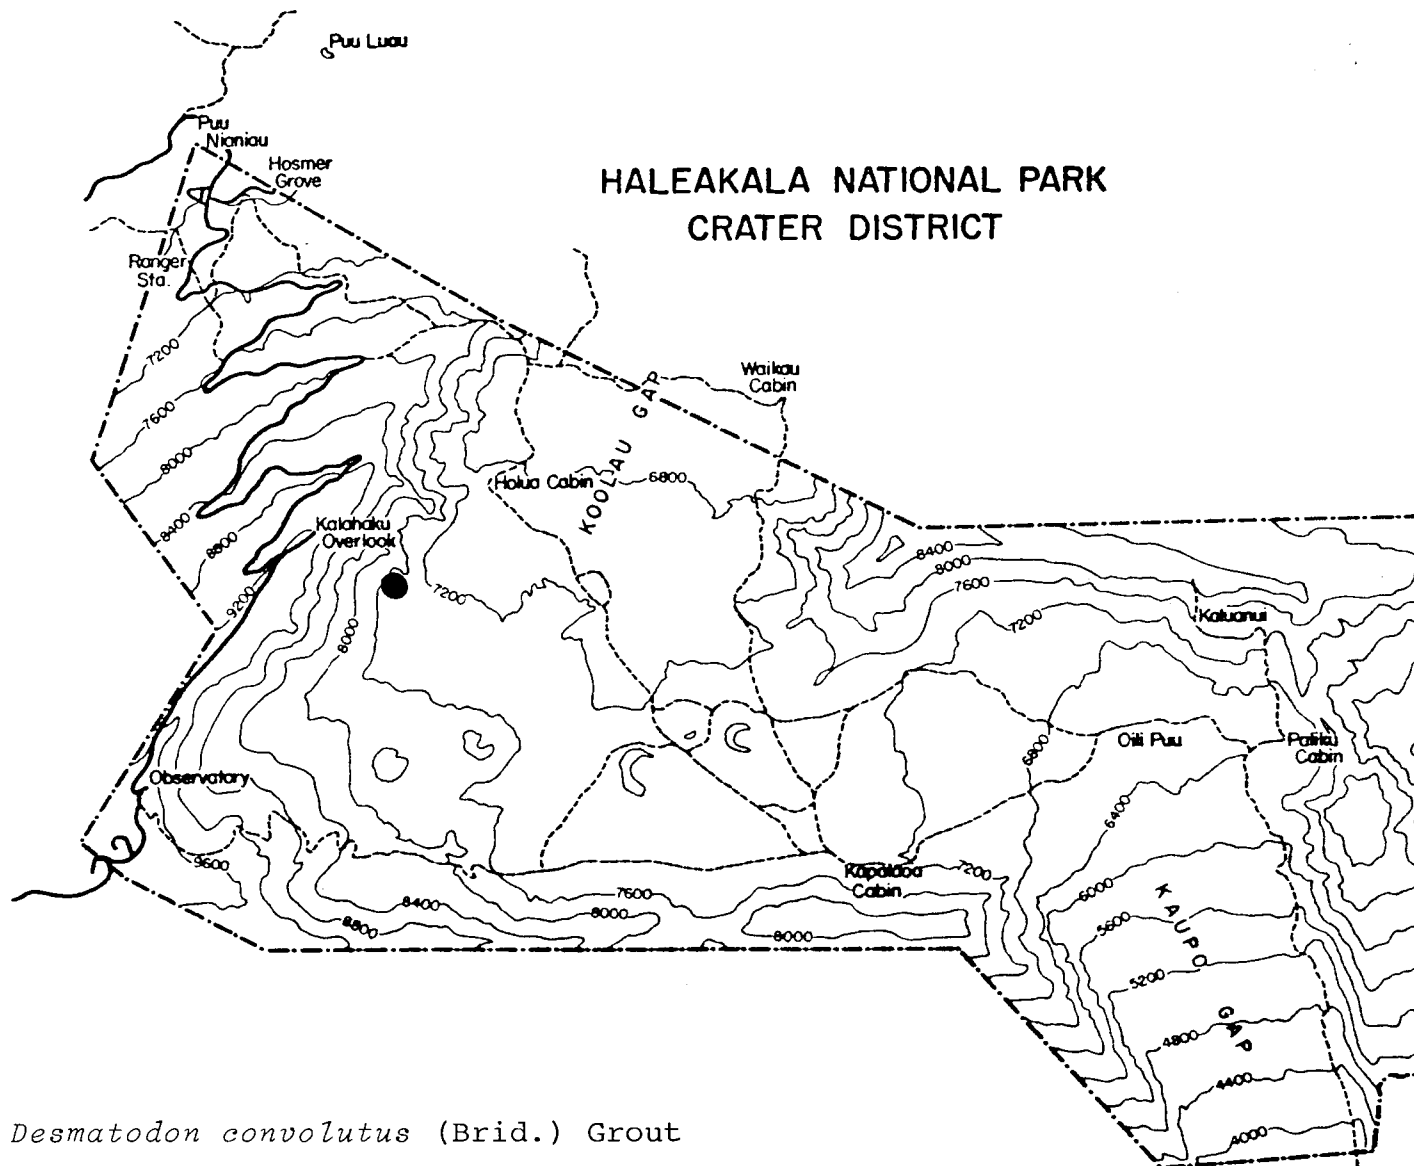 Puu Luau
Puu
Nianiau
Hosmer
Grove
HALEAKALA NATIONAL PARK
CRATER DISTRICT
Ranger
Sta.
7200
Waikau
Cabin
7600
KOOLAU GAP
8000
Holua Cabin
6800
8400
Kalahaku
Overlook
8800
8400
8000
7600
9200
7200
8000
7200
Kaluanui
6800
Oili Puu
Paliku
Cabin
Observatory
6400
9600
Kapalaoa
Cabin
7200
7600
8400
8000
8800
8000
6000
5600
KAUPO GAP
5200
4800
4400
4000
Desmatodon convolutus (Brid.) Grout